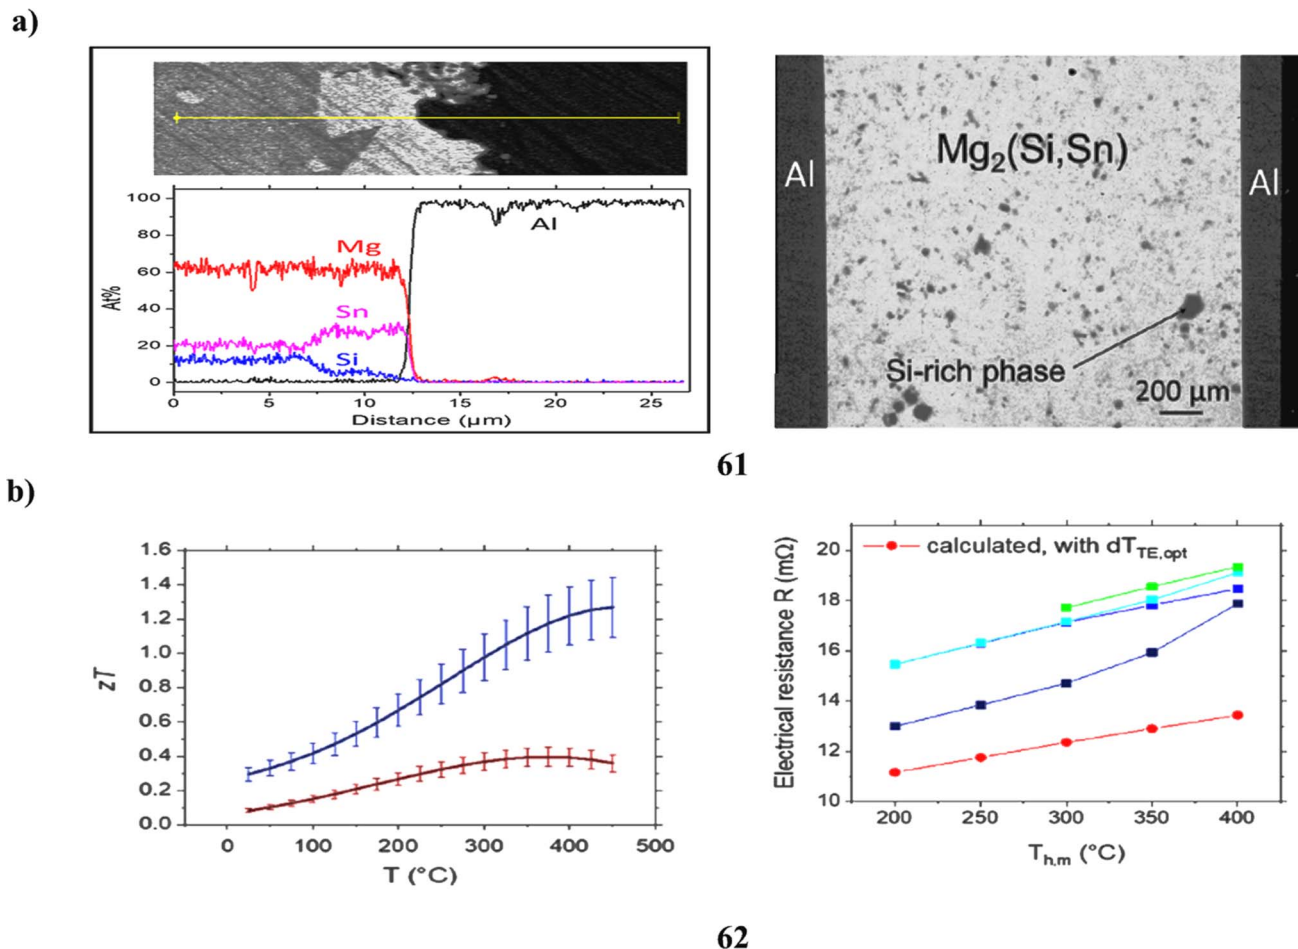 a)
100
80
60
40
20
0
At%
Al
Mg
Sn
Si
0 5 10 15 20 25
Distance (µm)
Al
Mg₂(Si,Sn)
Al
Si-rich phase
200 µm
61
b)
1.6
1.4
1.2
1.0
0.8
0.6
0.4
0.2
0.0
zT
0 100 200 300 400 500
T (°C)
calculated, with dT_TE,opt
20
18
16
14
12
10
Electrical resistance R (mΩ)
200 250 300 350 400
T_h,m (°C)
62